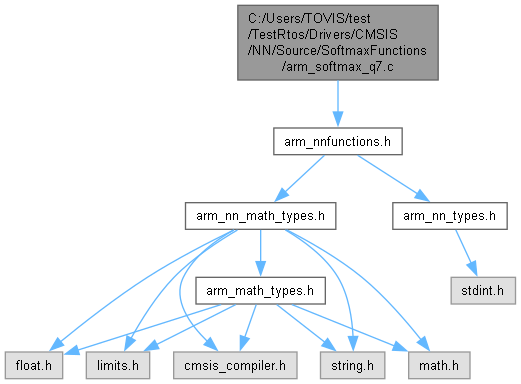 C:/Users/TOVIS/test
/TestRtos/Drivers/CMSIS
/NN/Source/SoftmaxFunctions
/arm_softmax_q7.c
arm_nnfunctions.h
arm_nn_math_types.h
arm_nn_types.h
arm_math_types.h
stdint.h
float.h
limits.h
cmsis_compiler.h
string.h
math.h